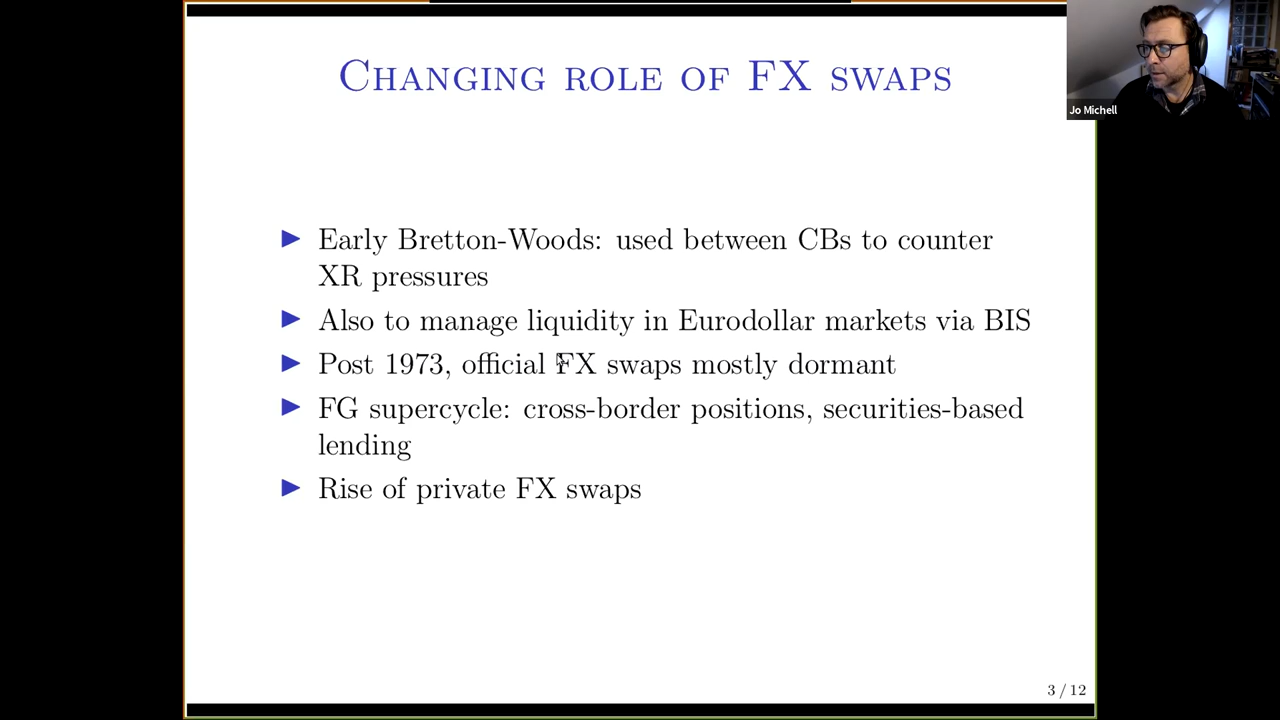 CHANGING ROLE OF FX SWAPS
Jo Michell
▶ Early Bretton-Woods: used between CBs to counter
XR pressures
▶ Also to manage liquidity in Eurodollar markets via BIS
▶ Post 1973, official FX swaps mostly dormant
▶ FG supercycle: cross-border positions, securities-based
lending
▶ Rise of private FX swaps
3 / 12